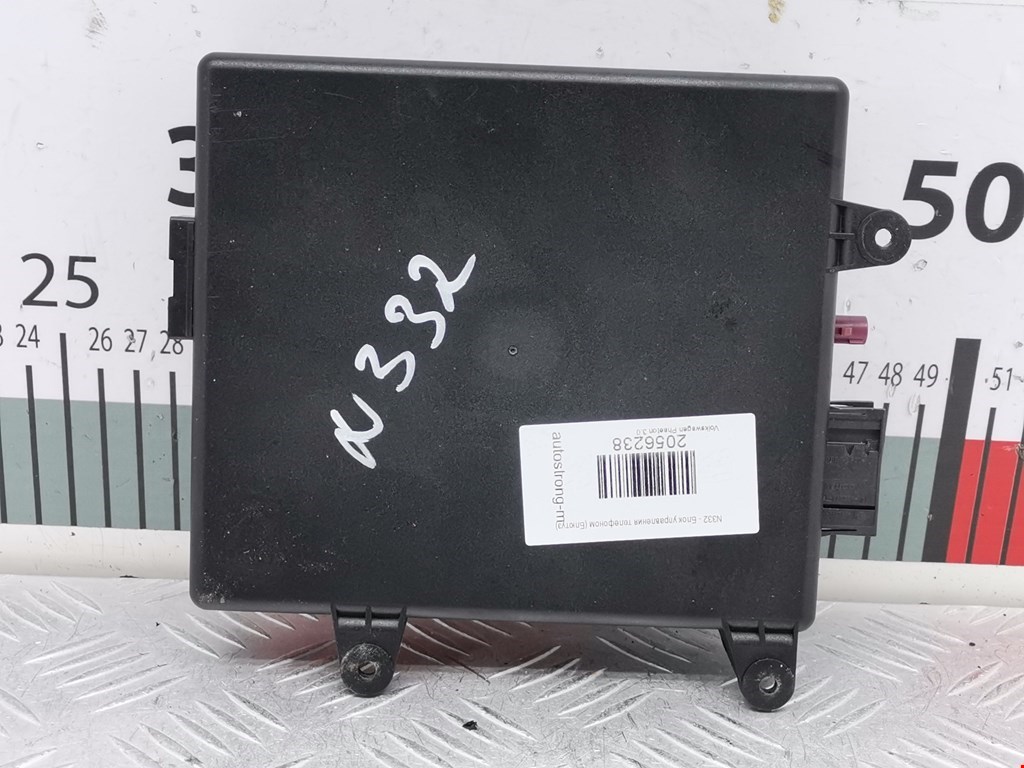 50
25
24 26 27 28
47 48 49 51
N332
N332 - Блок управления телефоном (Блютуз)
2056238
Volkswagen Phaeton 3.0
autostrong-m